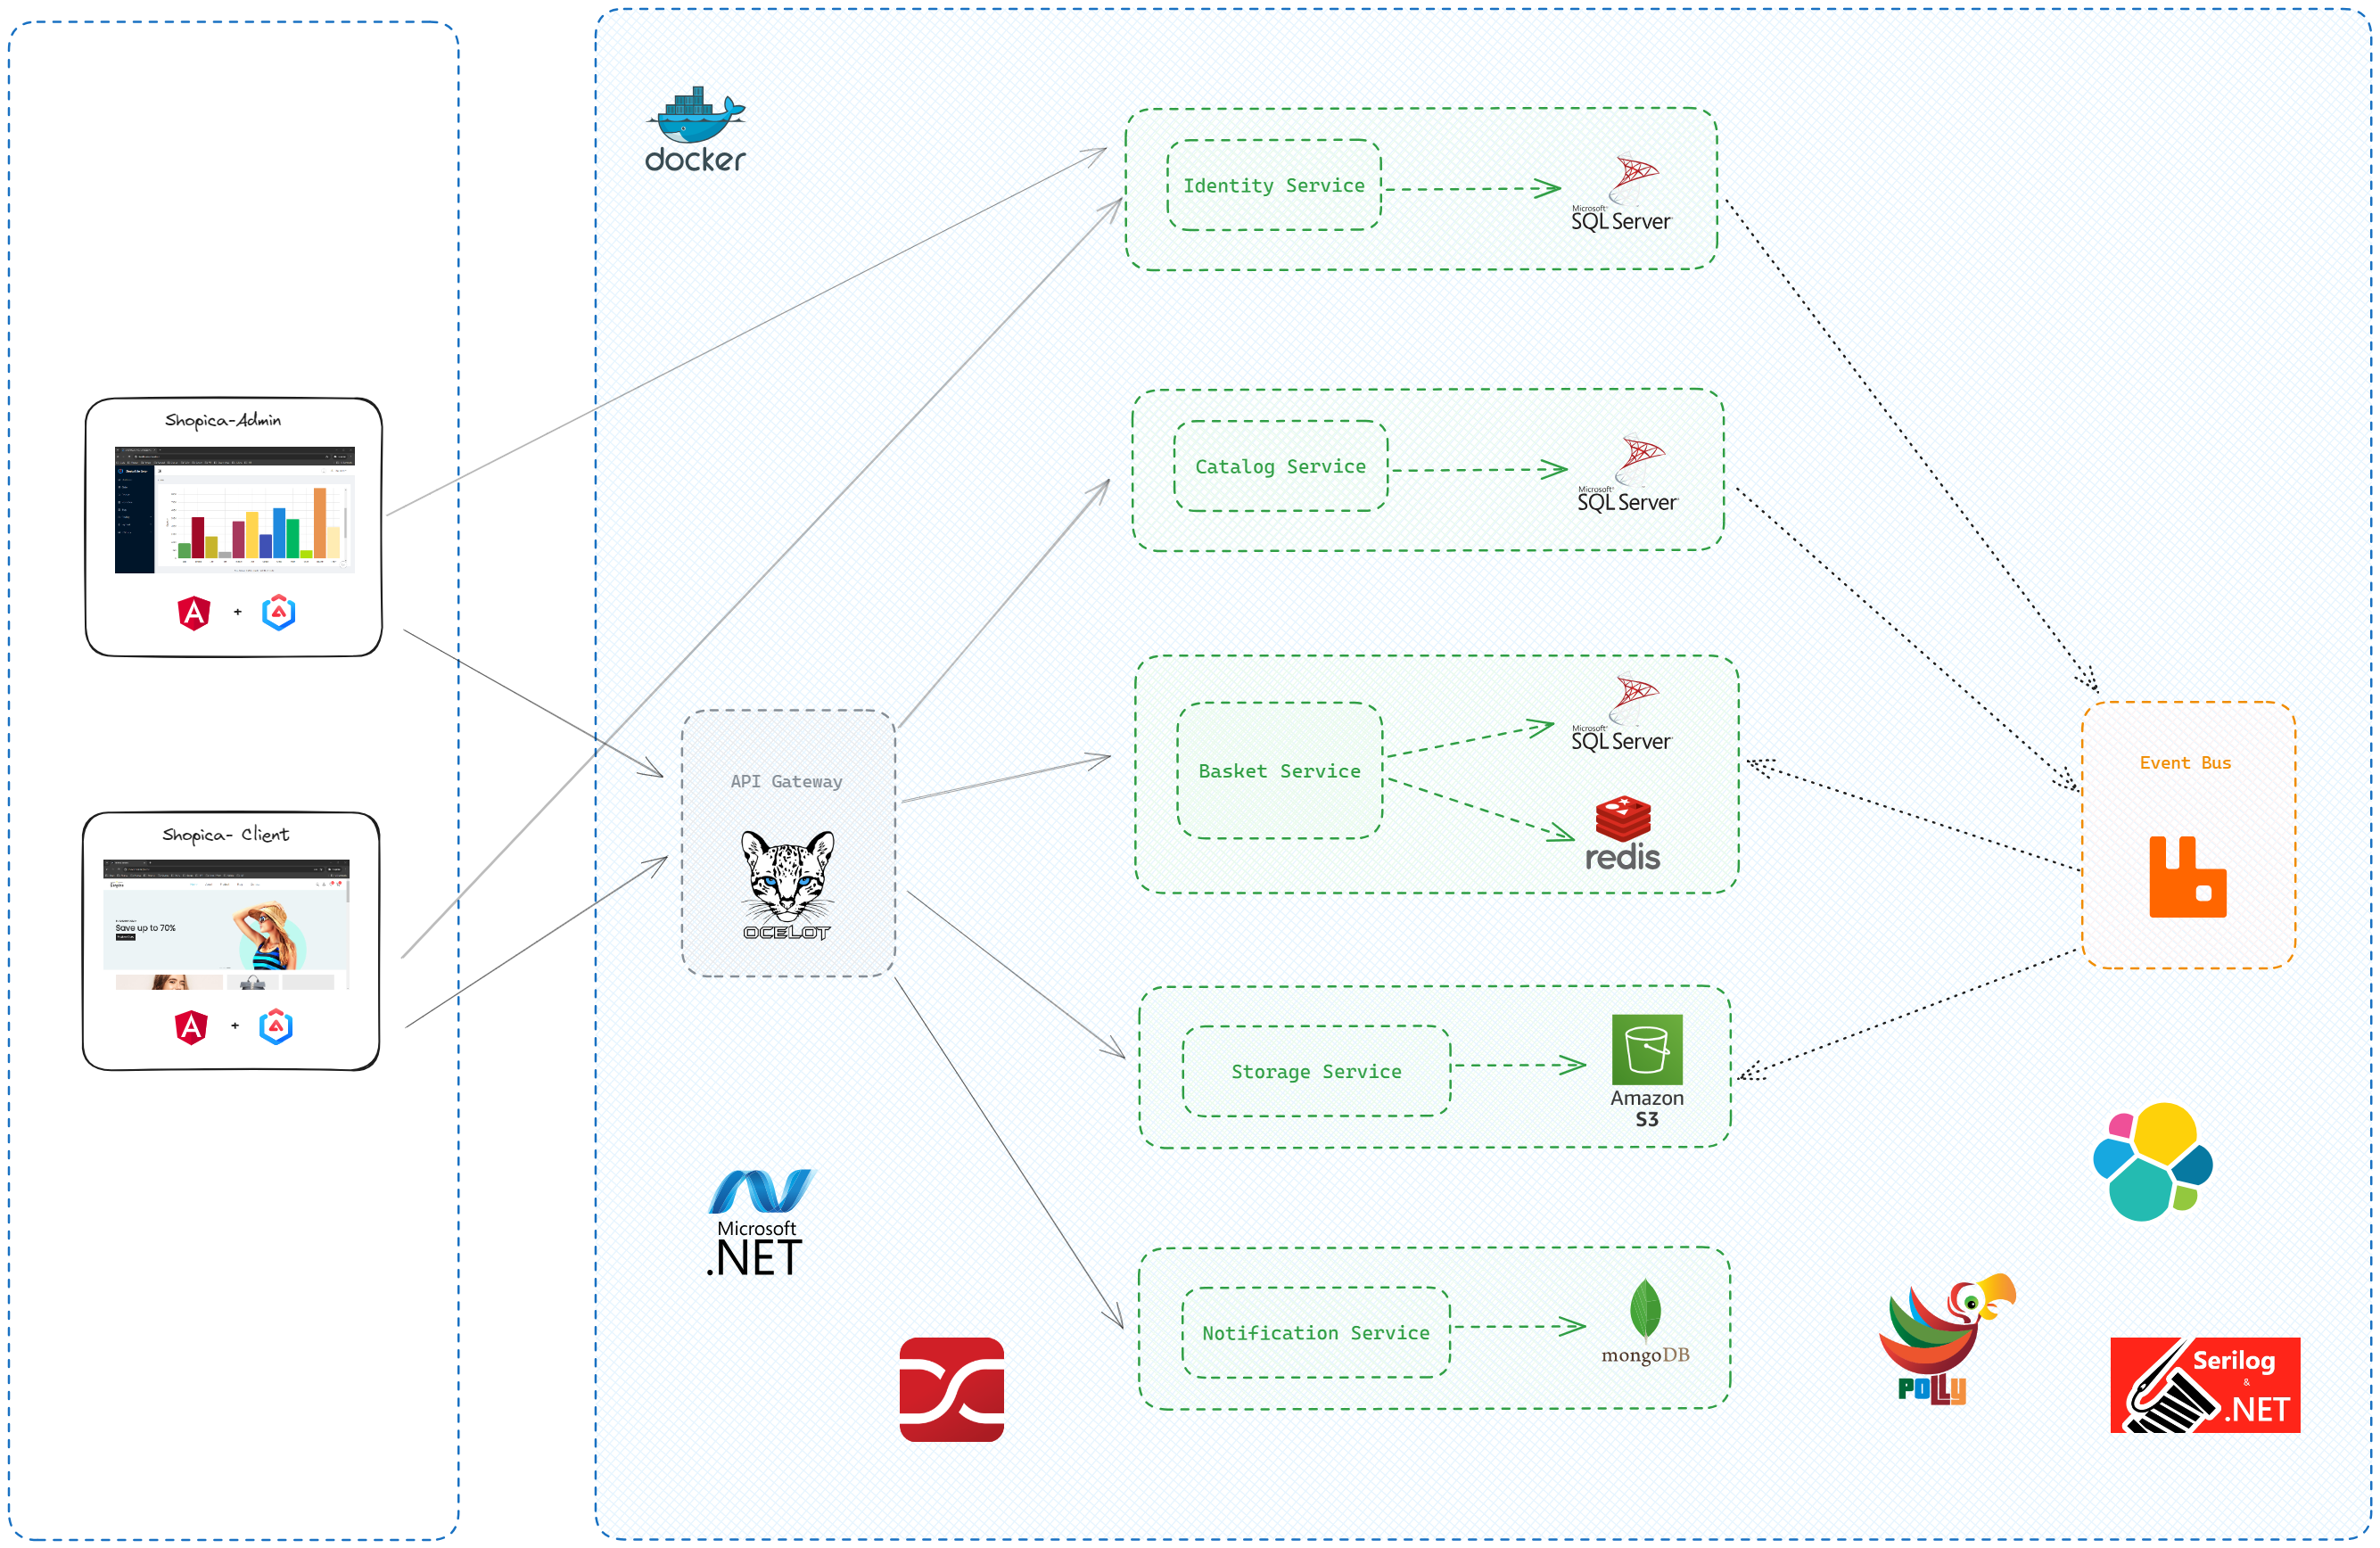 docker
Identity Service
Microsoft®
SQL Server
Shopica-Admin
+
Catalog Service
Microsoft®
SQL Server
API Gateway
OCELOT
Basket Service
Microsoft®
SQL Server
redis
Event Bus
Shopica- Client
Save up to 70%
+
Storage Service
Amazon
S3
Microsoft
.NET
Notification Service
mongoDB
POLLY
Serilog
&
.NET